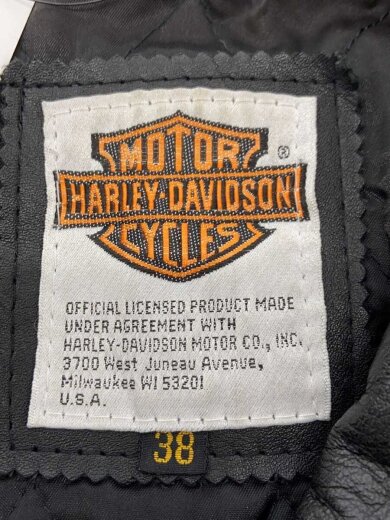 MOTOR
®
HARLEY-DAVIDSON
CYCLES
OFFICIAL LICENSED PRODUCT MADE
UNDER AGREEMENT WITH
HARLEY-DAVIDSON MOTOR CO., INC.
3700 West Juneau Avenue,
Milwaukee WI 53201
U.S.A.
38